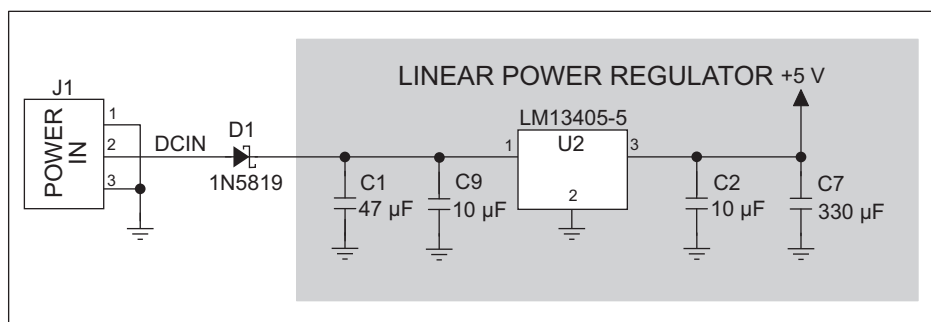 LINEAR POWER REGULATOR +5 V
J1
POWER
IN
1
2
3
DCIN
D1
1N5819
LM13405-5
U2
1
3
2
C1
47 µF
C9
10 µF
C2
10 µF
C7
330 µF